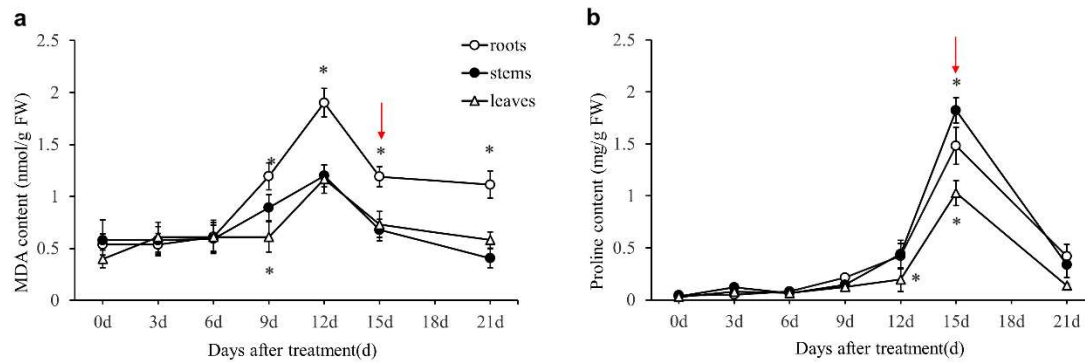 a
2.5
2
1.5
1
0.5
0
MDA content (nmol/g FW)
roots
stems
leaves
*
*
*
*
*
0d 3d 6d 9d 12d 15d 18d 21d
Days after treatment(d)
b
2.5
2
1.5
1
0.5
0
Proline content (mg/g FW)
*
*
*
0d 3d 6d 9d 12d 15d 18d 21d
Days after treatment(d)